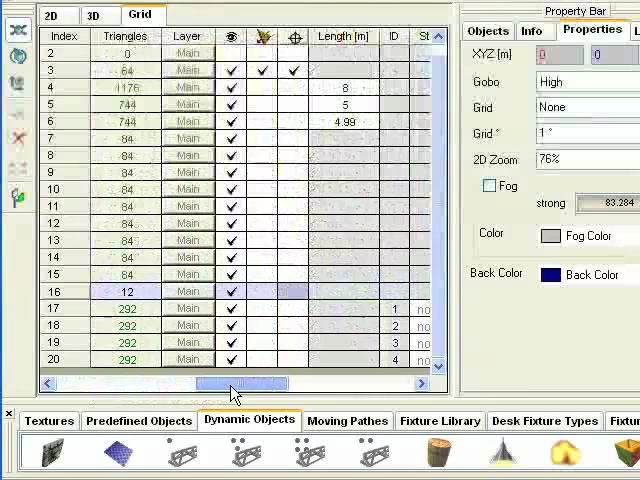 2D 3D Grid
Property Bar
Objects Info Properties L
Index Triangles Layer Length [m] ID St
2 0 Main
3 64 Main
4 1176 Main 8
5 744 Main 5
6 744 Main 4.99
7 84 Main
8 84 Main
9 84 Main
10 84 Main
11 84 Main
12 84 Main
13 84 Main
14 84 Main
15 84 Main
16 12 Main
17 292 Main 1 no
18 292 Main 2 no
19 292 Main 3 no
20 292 Main 4 no
XYZ [m] 0 0
Gobo High
Grid None
Grid ° 1 °
2D Zoom 76%
Fog
strong 83.284
Color Fog Color
Back Color Back Color
Textures Predefined Objects Dynamic Objects Moving Pathes Fixture Library Desk Fixture Types Fixtu